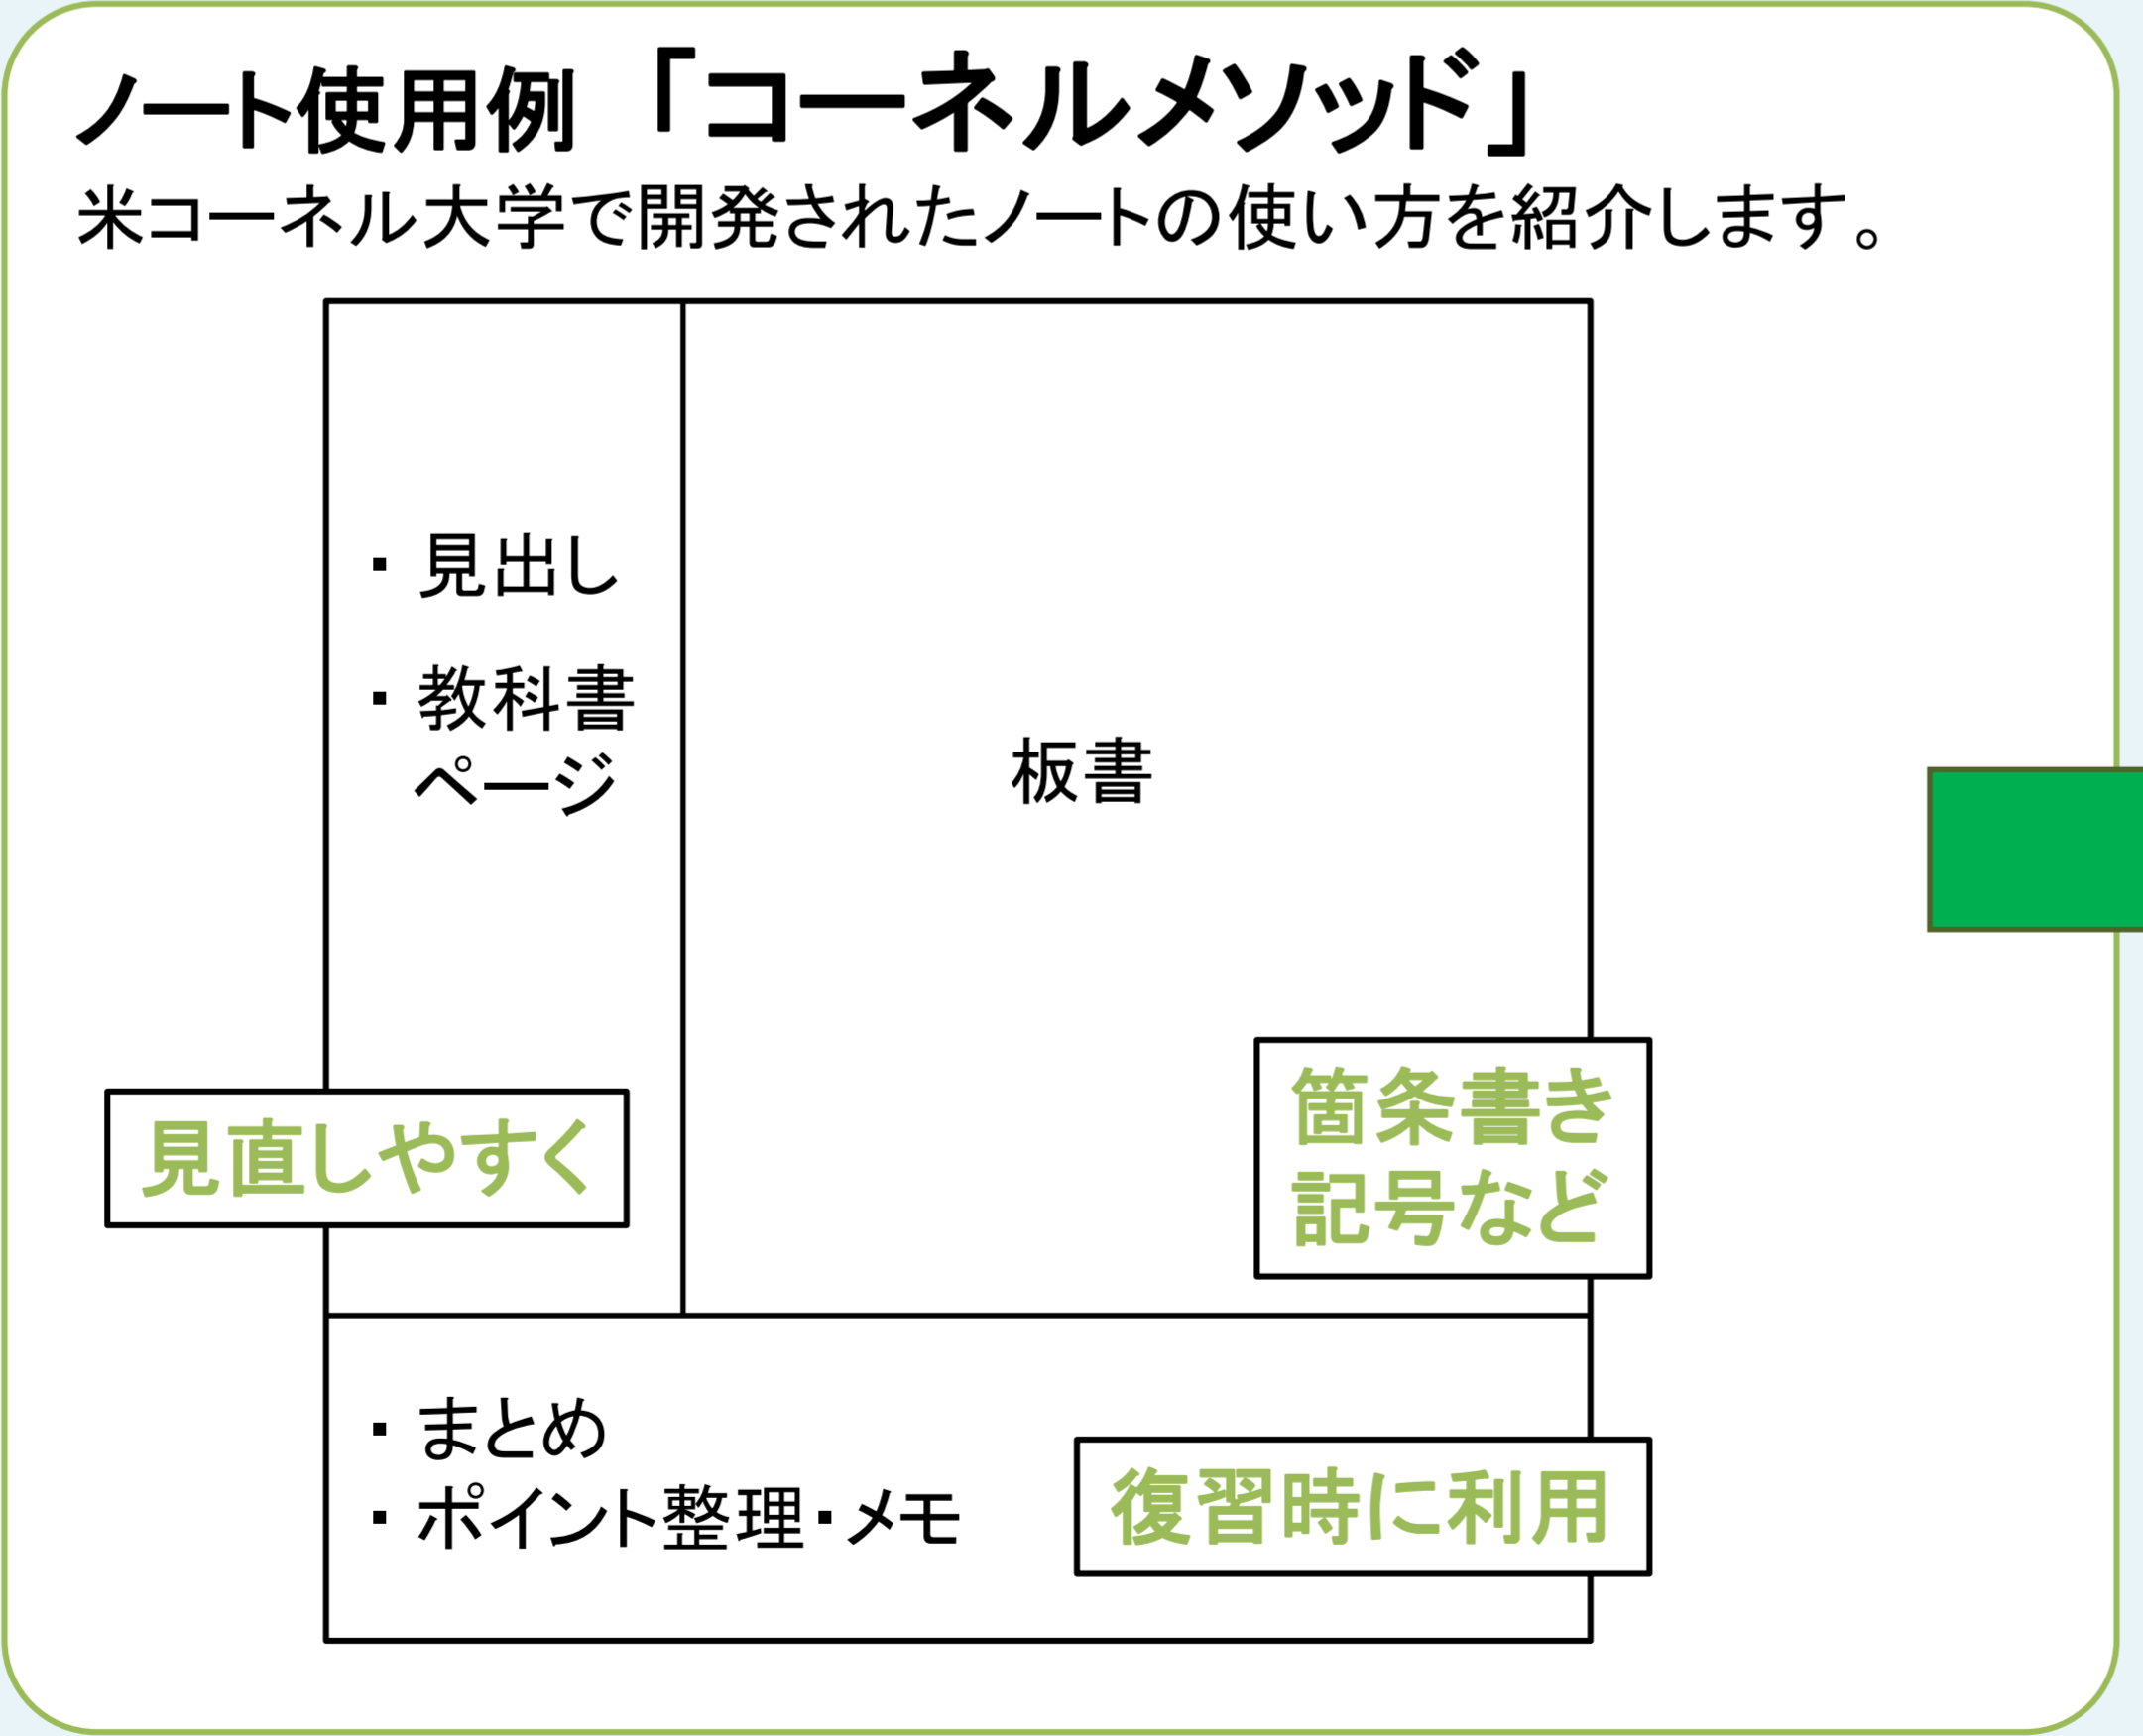 ノート使用例「コーネルメソッド」
米コーネル大学で開発されたノートの使い方を紹介します。
・見出し
・教科書
ページ
板書
見直しやすく
箇条書き
記号など
・まとめ
・ポイント整理・メモ
復習時に利用